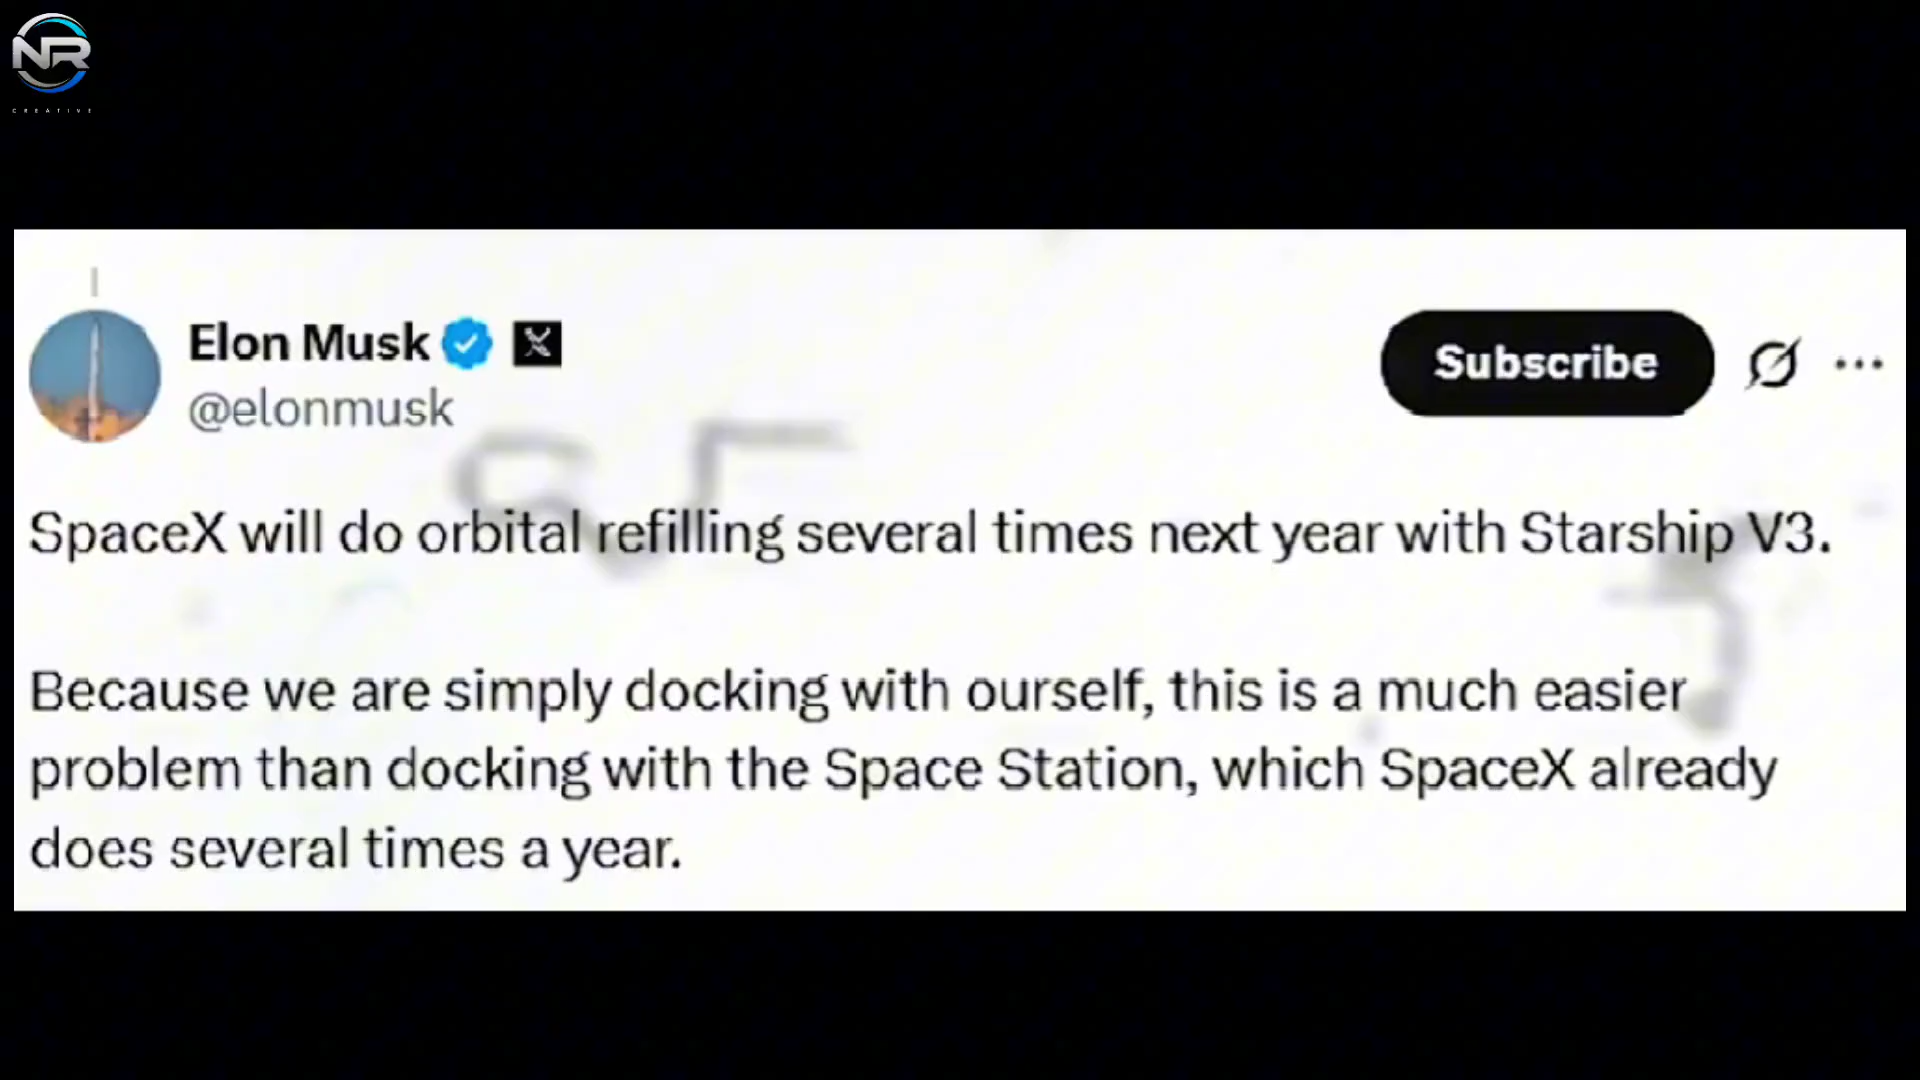 NR
CREATIVE
Elon Musk
@elonmusk
Subscribe
SpaceX will do orbital refilling several times next year with Starship V3.
Because we are simply docking with ourself, this is a much easier
problem than docking with the Space Station, which SpaceX already
does several times a year.